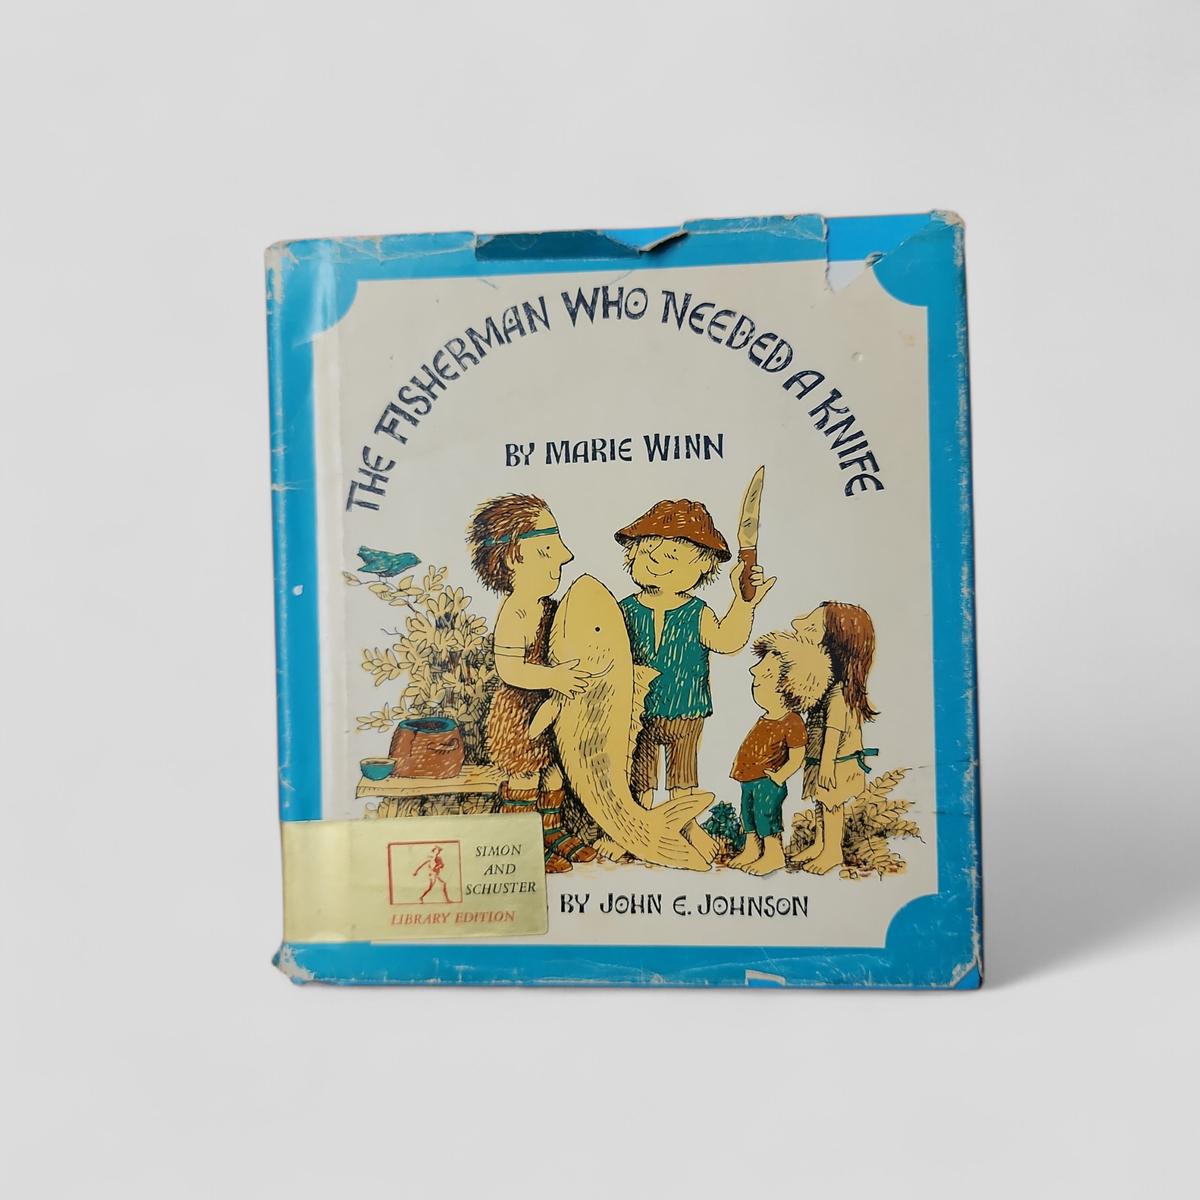 THE FISHERMAN WHO NEEDED A KNIFE
BY MARIE WINN
SIMON
AND
SCHUSTER
LIBRARY EDITION
BY JOHN E. JOHNSON